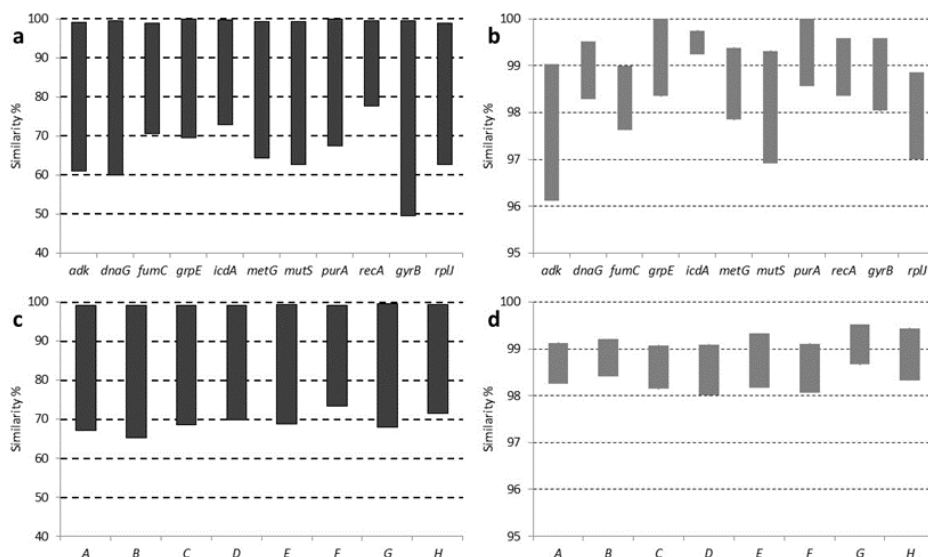 a
Similarity %
100
90
80
70
60
50
40
adk dnaG fumC grpE icdA metG mutS purA recA gyrB rplJ
b
Similarity %
100
99
98
97
96
95
adk dnaG fumC grpE icdA metG mutS purA recA gyrB rplJ
c
Similarity %
100
90
80
70
60
50
40
A B C D E F G H
d
Similarity %
100
99
98
97
96
95
A B C D E F G H